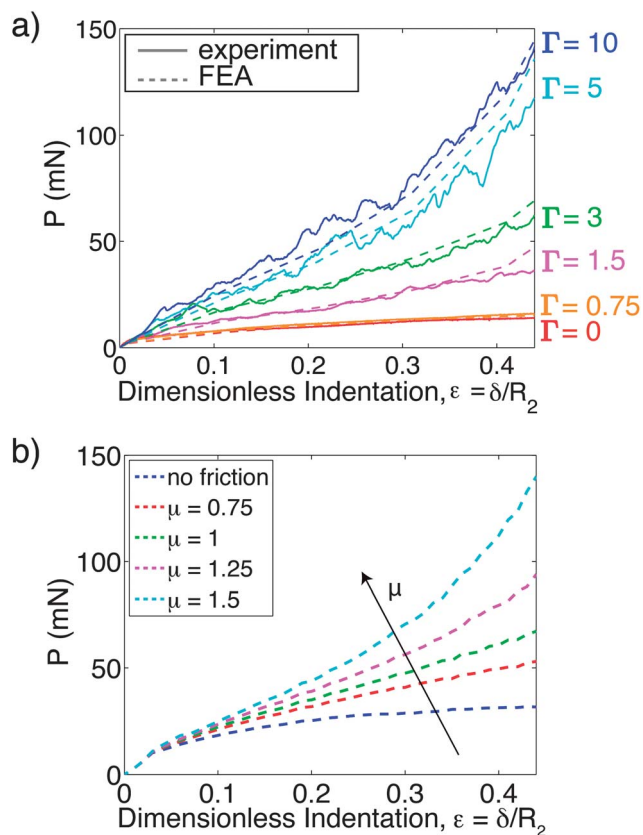 a)
150
100
50
0
P (mN)
experiment
FEA
Γ = 10
Γ = 5
Γ = 3
Γ = 1.5
Γ = 0.75
Γ = 0
0 0.1 0.2 0.3 0.4
Dimensionless Indentation, ε = δ/R₂
b)
150
100
50
0
P (mN)
no friction
μ = 0.75
μ = 1
μ = 1.25
μ = 1.5
μ
0 0.1 0.2 0.3 0.4
Dimensionless Indentation, ε = δ/R₂